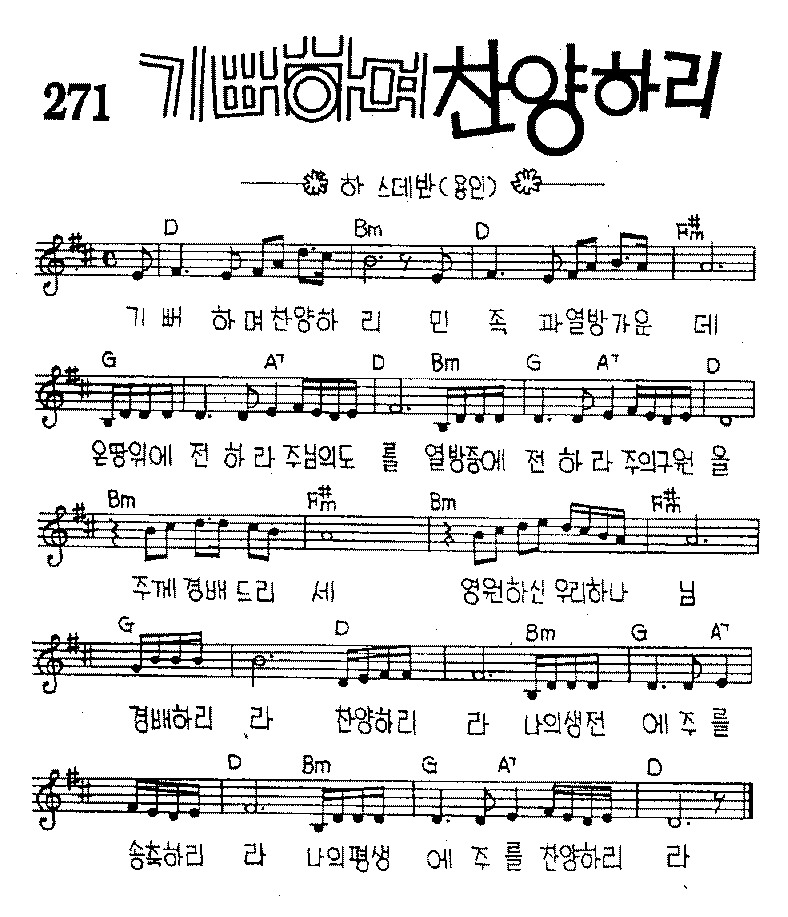 271
기뻐하며 찬양하리
하 스데반(용인)
D Bm D F#m
기 뻐 하 며 찬양하 리 민 족 과 열방가운 데
G A7 D Bm G A7 D
온땅위에 전 하 라 주님의도 를 열방중에 전 하 라 주의구원 을
Bm F#m Bm F#m
주께 경배 드리 세 영원하신 우리하나 님
G D Bm G A7
경배하리 라 찬양하리 라 나의생전 에 주 를
D Bm G A7 D
송축하리 라 나의평생 에 주 를 찬양하리 라